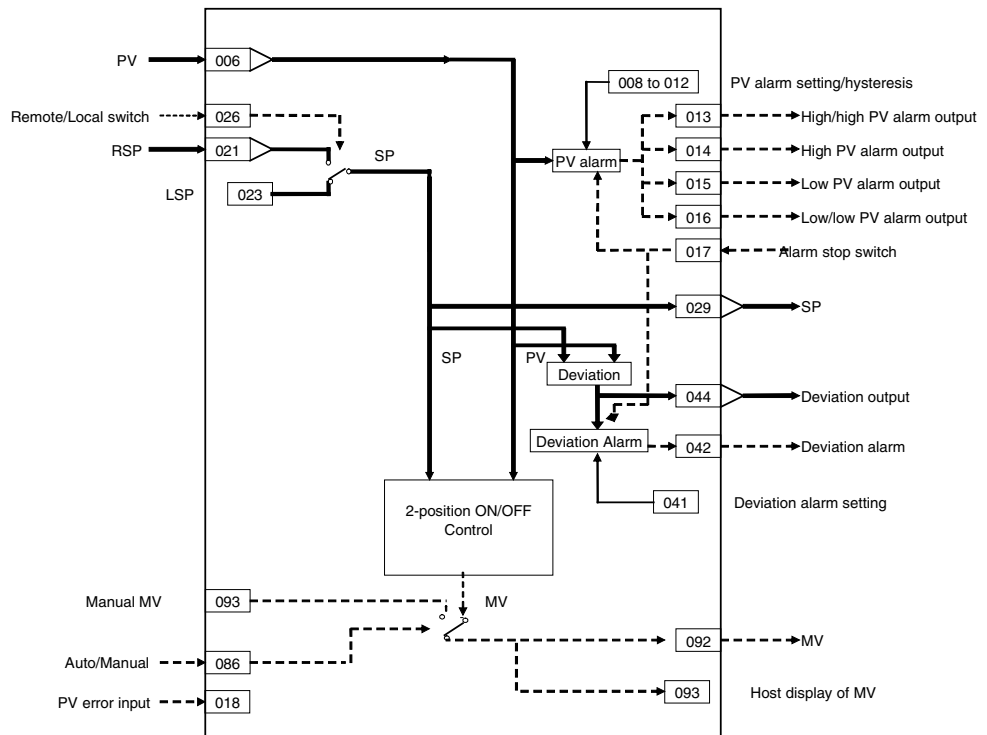 PV 006
008 to 012 PV alarm setting/hysteresis
Remote/Local switch 026
013 High/high PV alarm output
RSP 021
SP
014 High PV alarm output
PV alarm
LSP 023
015 Low PV alarm output
016 Low/low PV alarm output
017 Alarm stop switch
029 SP
SP PV
Deviation
044 Deviation output
Deviation Alarm
042 Deviation alarm
041 Deviation alarm setting
2-position ON/OFF
Control
Manual MV 093
MV
092 MV
Auto/Manual 086
093 Host display of MV
PV error input 018